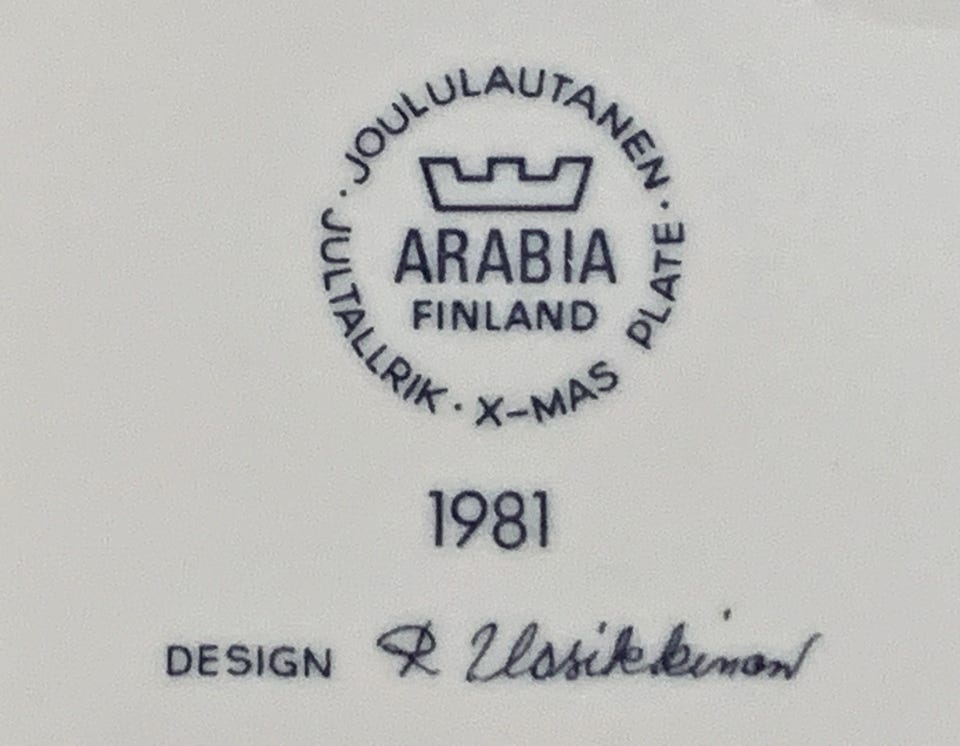 · JOULULAUTANEN · X-MAS PLATE · JULTALLRIK
ARABIA
FINLAND
1981
DESIGN R Uosikkinen